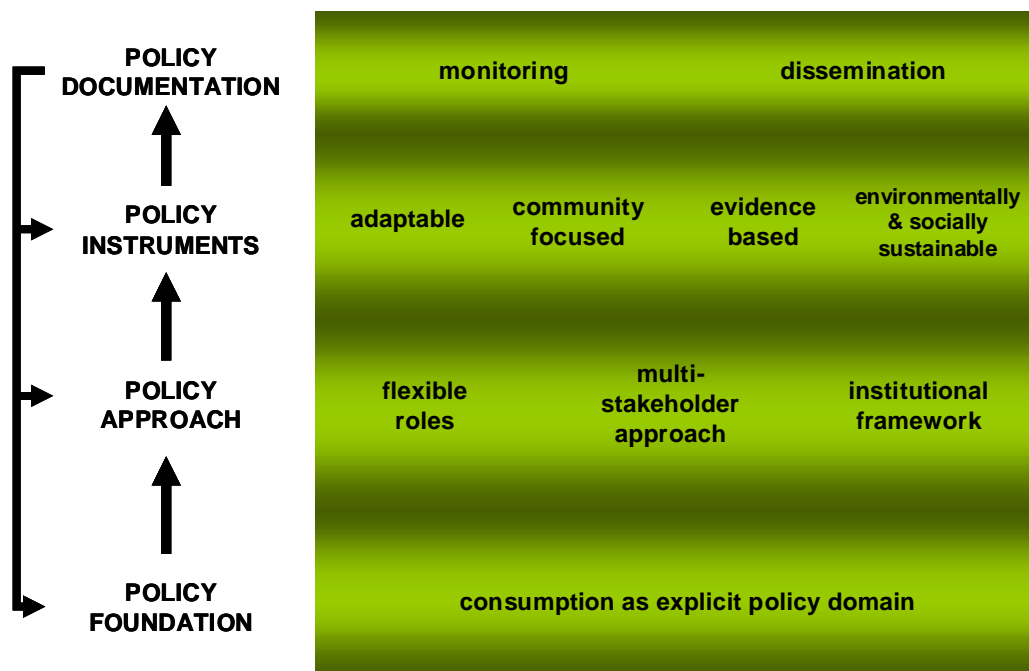 POLICY
DOCUMENTATION
monitoring
dissemination
POLICY
INSTRUMENTS
adaptable
community
focused
evidence
based
environmentally
& socially
sustainable
POLICY
APPROACH
flexible
roles
multi-
stakeholder
approach
institutional
framework
POLICY
FOUNDATION
consumption as explicit policy domain